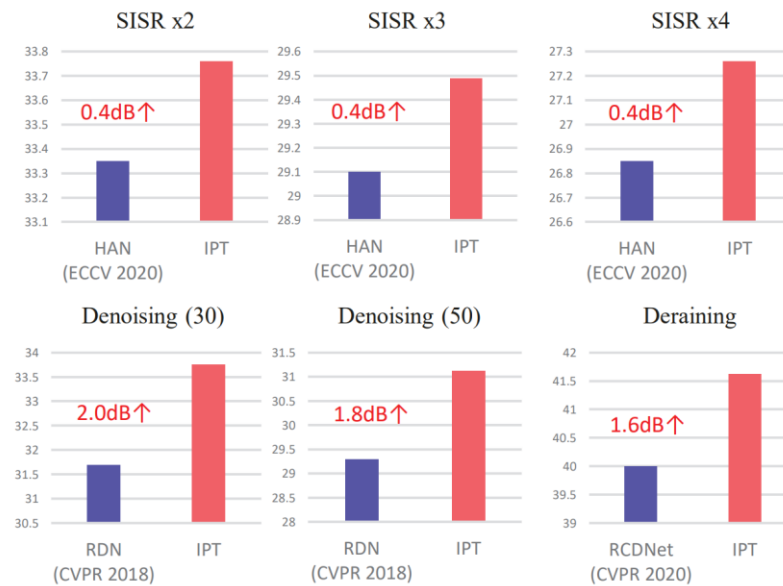 SISR x2
33.8
33.7
33.6
33.5
33.4
33.3
33.2
33.1
0.4dB↑
HAN
(ECCV 2020)
IPT
SISR x3
29.6
29.5
29.4
29.3
29.2
29.1
29
28.9
0.4dB↑
HAN
(ECCV 2020)
IPT
SISR x4
27.3
27.2
27.1
27
26.9
26.8
26.7
26.6
0.4dB↑
HAN
(ECCV 2020)
IPT
Denoising (30)
34
33.5
33
32.5
32
31.5
31
30.5
2.0dB↑
RDN
(CVPR 2018)
IPT
Denoising (50)
31.5
31
30.5
30
29.5
29
28.5
28
1.8dB↑
RDN
(CVPR 2018)
IPT
Deraining
42
41.5
41
40.5
40
39.5
39
1.6dB↑
RCDNet
(CVPR 2020)
IPT